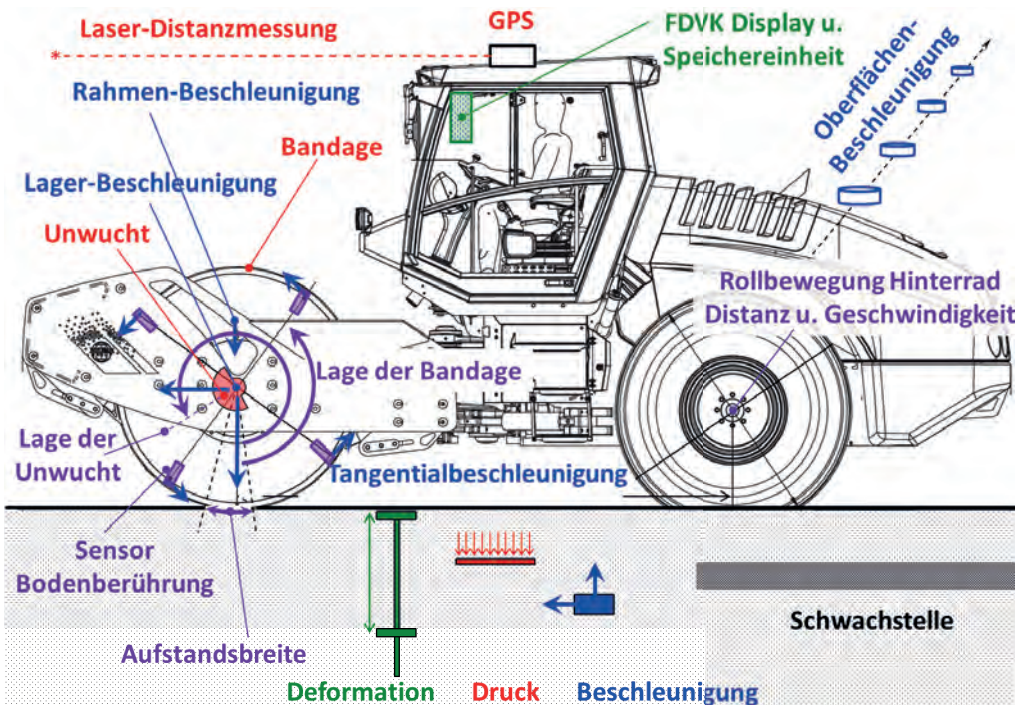 GPS
Laser-Distanzmessung
*
FDVK Display u.
Speichereinheit
Oberflächen-
Beschleunigung
Rahmen-Beschleunigung
Bandage
Lager-Beschleunigung
Unwucht
Rollbewegung Hinterrad
Distanz u. Geschwindigkeit
Lage der Bandage
Lage der
Unwucht
Tangentialbeschleunigung
Sensor
Bodenberührung
Aufstandsbreite
Schwachstelle
Deformation Druck Beschleunigung